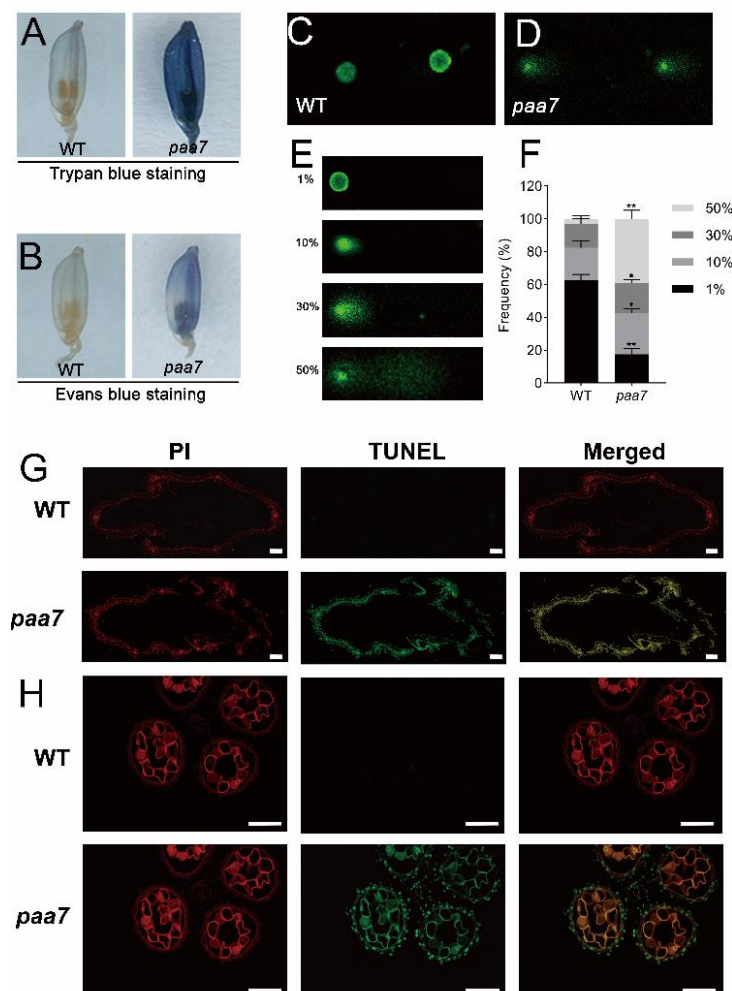 A
WT
paa7
Trypan blue staining
B
WT
paa7
Evans blue staining
C
WT
D
paa7
E
1%
10%
30%
50%
F
Frequency (%)
120
100
80
60
40
20
0
**
*
*
**
WT
paa7
50%
30%
10%
1%
PI
TUNEL
Merged
G
WT
paa7
H
WT
paa7